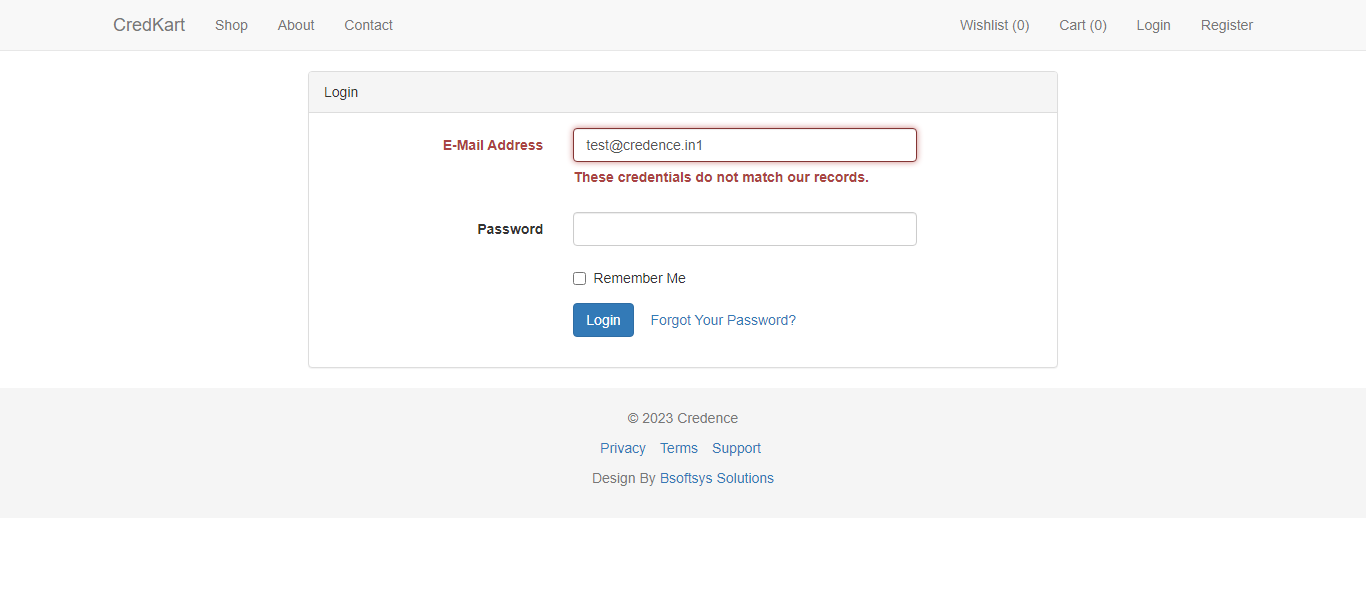 CredKart Shop About Contact Wishlist (0) Cart (0) Login Register
Login
E-Mail Address test@credence.in1
These credentials do not match our records.
Password
Remember Me
Login Forgot Your Password?
© 2023 Credence
Privacy Terms Support
Design By Bsoftsys Solutions